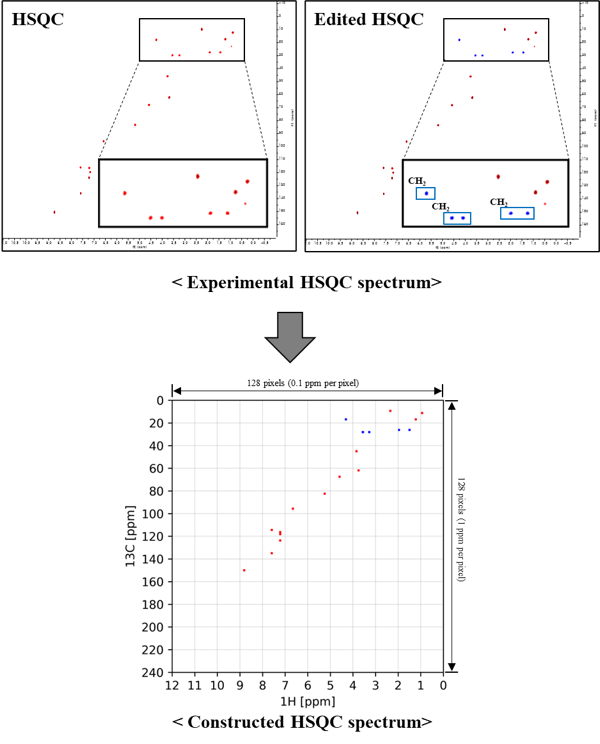 HSQC
Edited HSQC
CH2
CH2
CH2
< Experimental HSQC spectrum>
128 pixels (0.1 ppm per pixel)
128 pixels (1 ppm per pixel)
0
20
40
60
80
100
120
140
160
180
200
220
240
13C [ppm]
12 11 10 9 8 7 6 5 4 3 2 1 0
1H [ppm]
< Constructed HSQC spectrum>